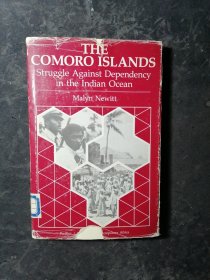 THE
COMORO ISLANDS
Struggle Against Dependency
in the Indian Ocean
Malyn Newitt